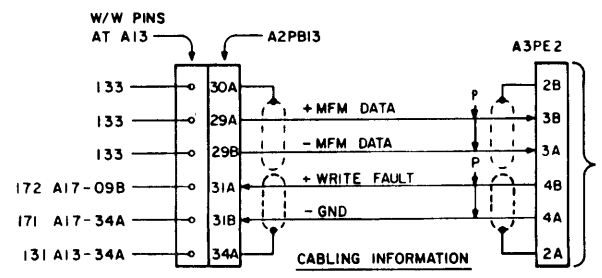 W/W PINS
AT A13
A2PB13
A3PE2
133 30A 2B
133 29A + MFM DATA P 3B
133 29B - MFM DATA 3A
172 A17-09B 31A + WRITE FAULT P 4B
171 A17-34A 31B - GND 4A
131 A13-34A 34A 2A
CABLING INFORMATION